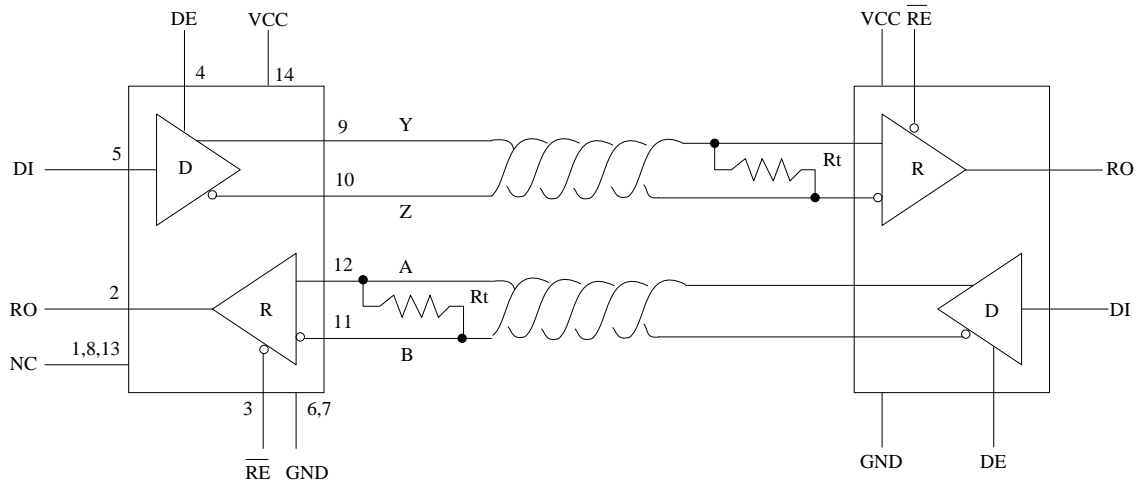 DE VCC VCC RE
4 14
9 Y
5
DI D Rt R RO
10
Z
12 A
2 Rt
RO R D DI
11
1,8,13 B
NC
3 6,7
RE GND GND DE